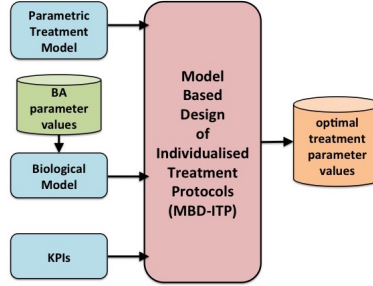 Parametric
Treatment
Model
BA
parameter
values
Biological
Model
KPIs
Model
Based
Design
of
Individualised
Treatment
Protocols
(MBD-ITP)
optimal
treatment
parameter
values